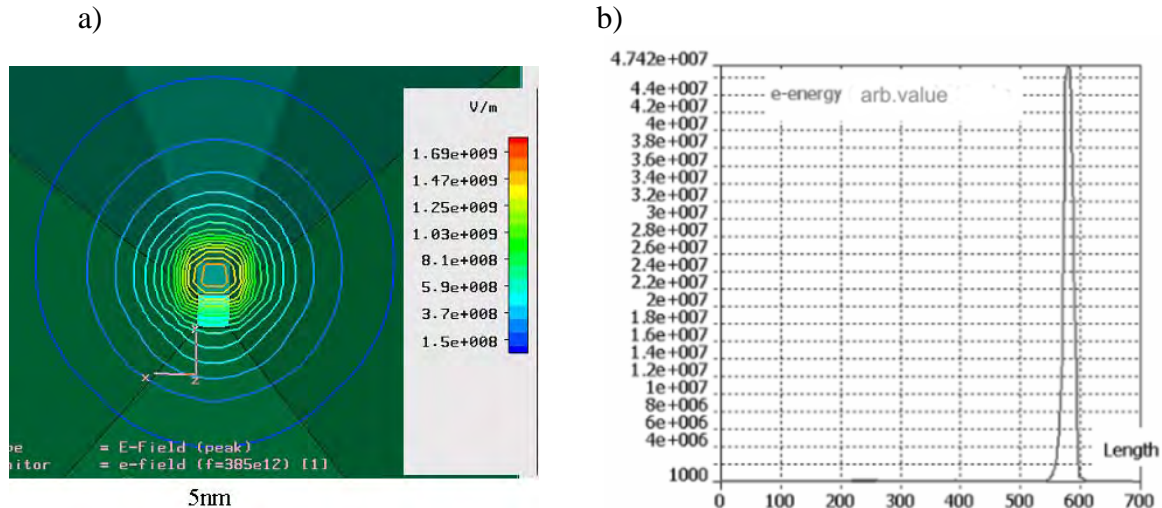 a)
b)
V/m
1.69e+009
1.47e+009
1.25e+009
1.03e+009
8.1e+008
5.9e+008
3.7e+008
1.5e+008
x
z
= E-Field (peak)
= e-field (f=385e12) [1]
5nm
4.742e+007
4.4e+007
4.2e+007
4e+007
3.8e+007
3.6e+007
3.4e+007
3.2e+007
3e+007
2.8e+007
2.6e+007
2.4e+007
2.2e+007
2e+007
1.8e+007
1.6e+007
1.4e+007
1.2e+007
1e+007
8e+006
6e+006
4e+006
1000
e-energy arb.value
Length
0 100 200 300 400 500 600 700